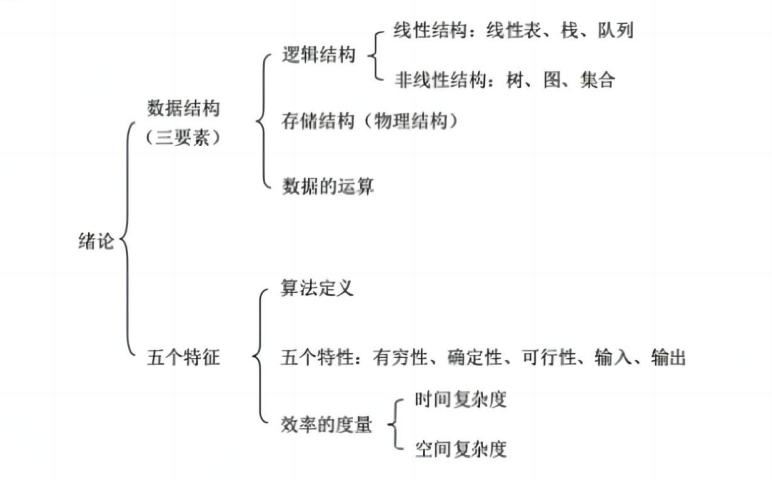 线性结构：线性表、栈、队列
逻辑结构
非线性结构：树、图、集合
数据结构
（三要素）
存储结构（物理结构）
数据的运算
绪论
算法定义
五个特征
五个特性：有穷性、确定性、可行性、输入、输出
时间复杂度
效率的度量
空间复杂度